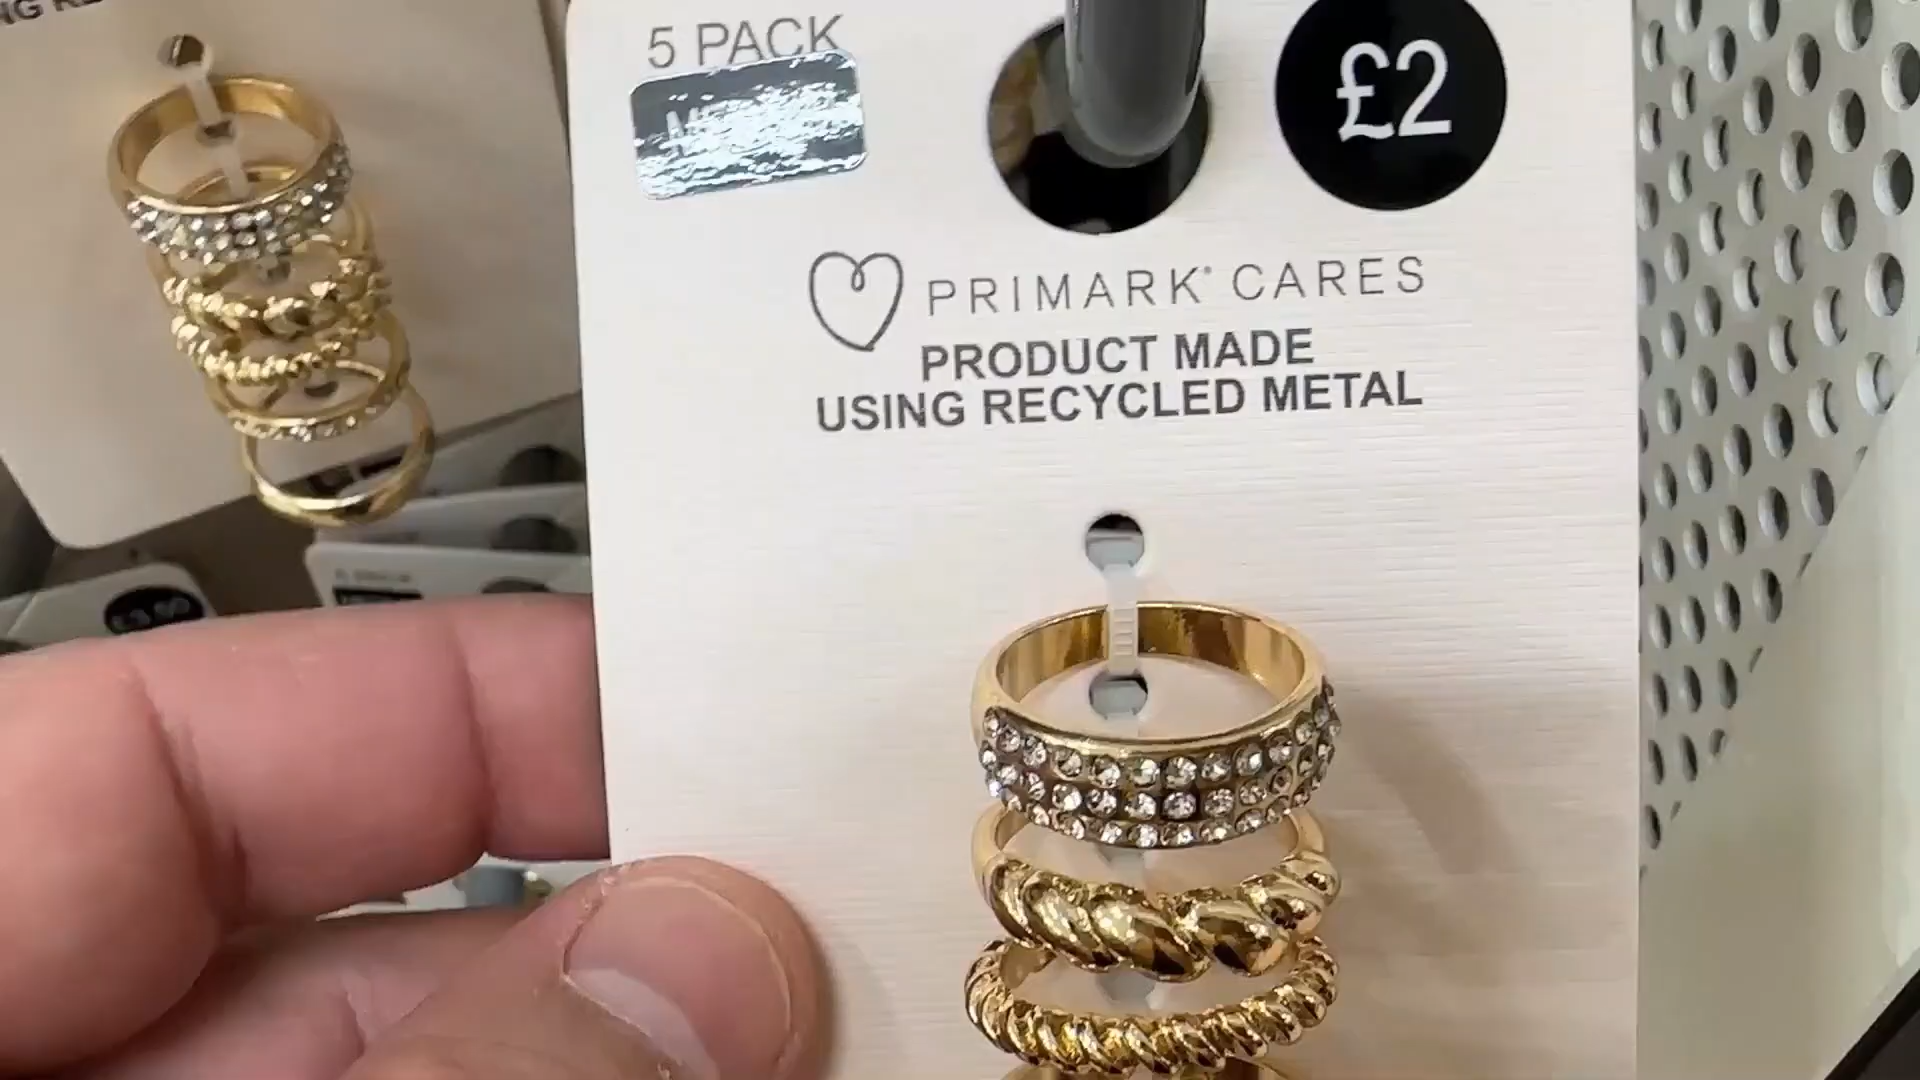 5 PACK
£2
PRIMARK® CARES
PRODUCT MADE
USING RECYCLED METAL